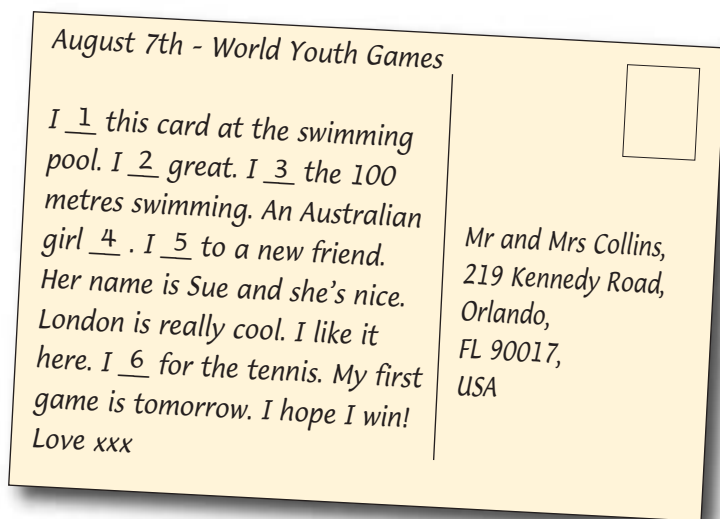 August 7th - World Youth Games
I 1 this card at the swimming
pool. I 2 great. I 3 the 100
metres swimming. An Australian
girl 4 . I 5 to a new friend.
Her name is Sue and she's nice.
London is really cool. I like it
here. I 6 for the tennis. My first
game is tomorrow. I hope I win!
Love xxx
Mr and Mrs Collins,
219 Kennedy Road,
Orlando,
FL 90017,
USA